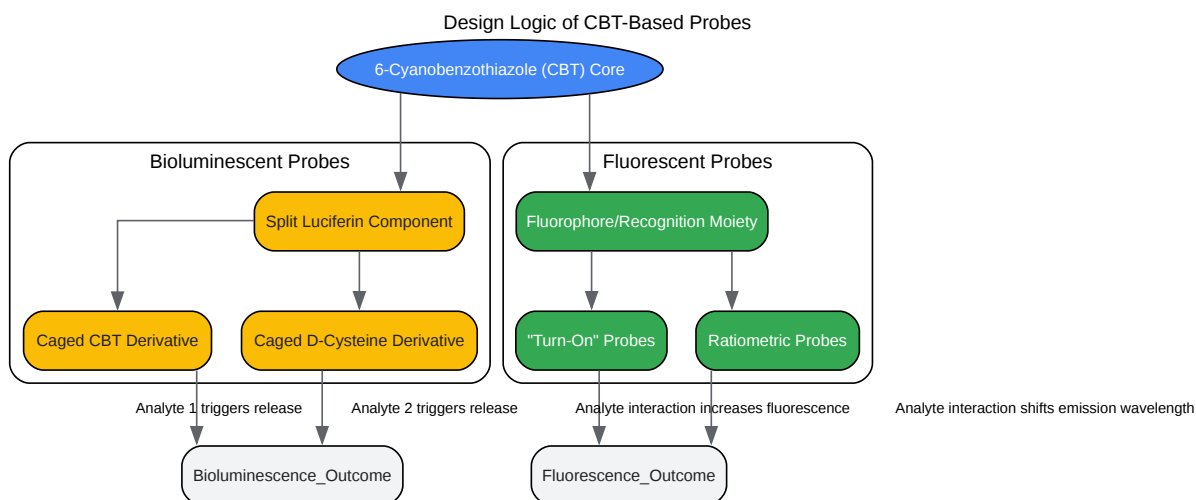 Design Logic of CBT-Based Probes
6-Cyanobenzothiazole (CBT) Core
Bioluminescent Probes
Fluorescent Probes
Split Luciferin Component
Fluorophore/Recognition Moiety
Caged CBT Derivative
Caged D-Cysteine Derivative
"Turn-On" Probes
Ratiometric Probes
Analyte 1 triggers release
Analyte 2 triggers release
Analyte interaction increases fluorescence
Analyte interaction shifts emission wavelength
Bioluminescence_Outcome
Fluorescence_Outcome